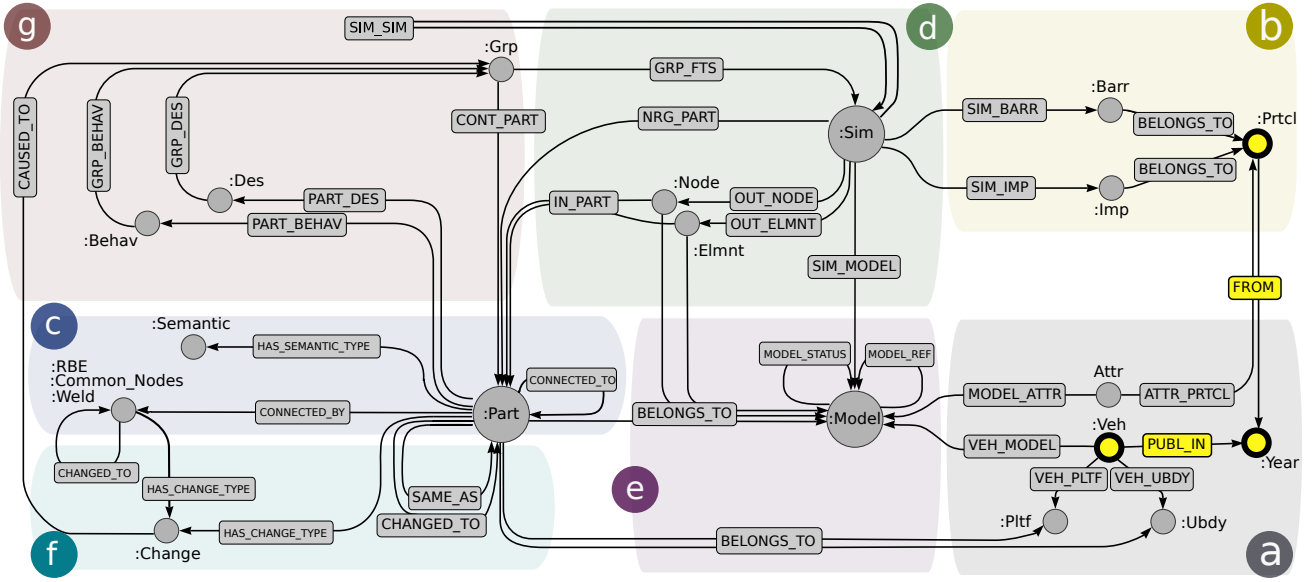 g
SIM_SIM
d
b
:Grp
GRP_FTS
:Barr
CAUSED_TO
GRP_BEHAV
GRP_DES
CONT_PART
NRG_PART
:Sim
SIM_BARR
BELONGS_TO
:Prtcl
:Des
PART_DES
:Node
IN_PART
OUT_NODE
SIM_IMP
BELONGS_TO
:Imp
:Behav
PART_BEHAV
OUT_ELMNT
:Elmnt
SIM_MODEL
FROM
c
:Semantic
HAS_SEMANTIC_TYPE
MODEL_STATUS
MODEL_REF
:RBE
:Common_Nodes
:Weld
CONNECTED_TO
Attr
MODEL_ATTR
ATTR_PRTCL
CONNECTED_BY
:Part
BELONGS_TO
:Model
:Veh
VEH_MODEL
PUBL_IN
:Year
CHANGED_TO
HAS_CHANGE_TYPE
SAME_AS
e
VEH_PLTF
VEH_UBDY
CHANGED_TO
HAS_CHANGE_TYPE
:Pltf
:Ubdy
BELONGS_TO
f
:Change
a